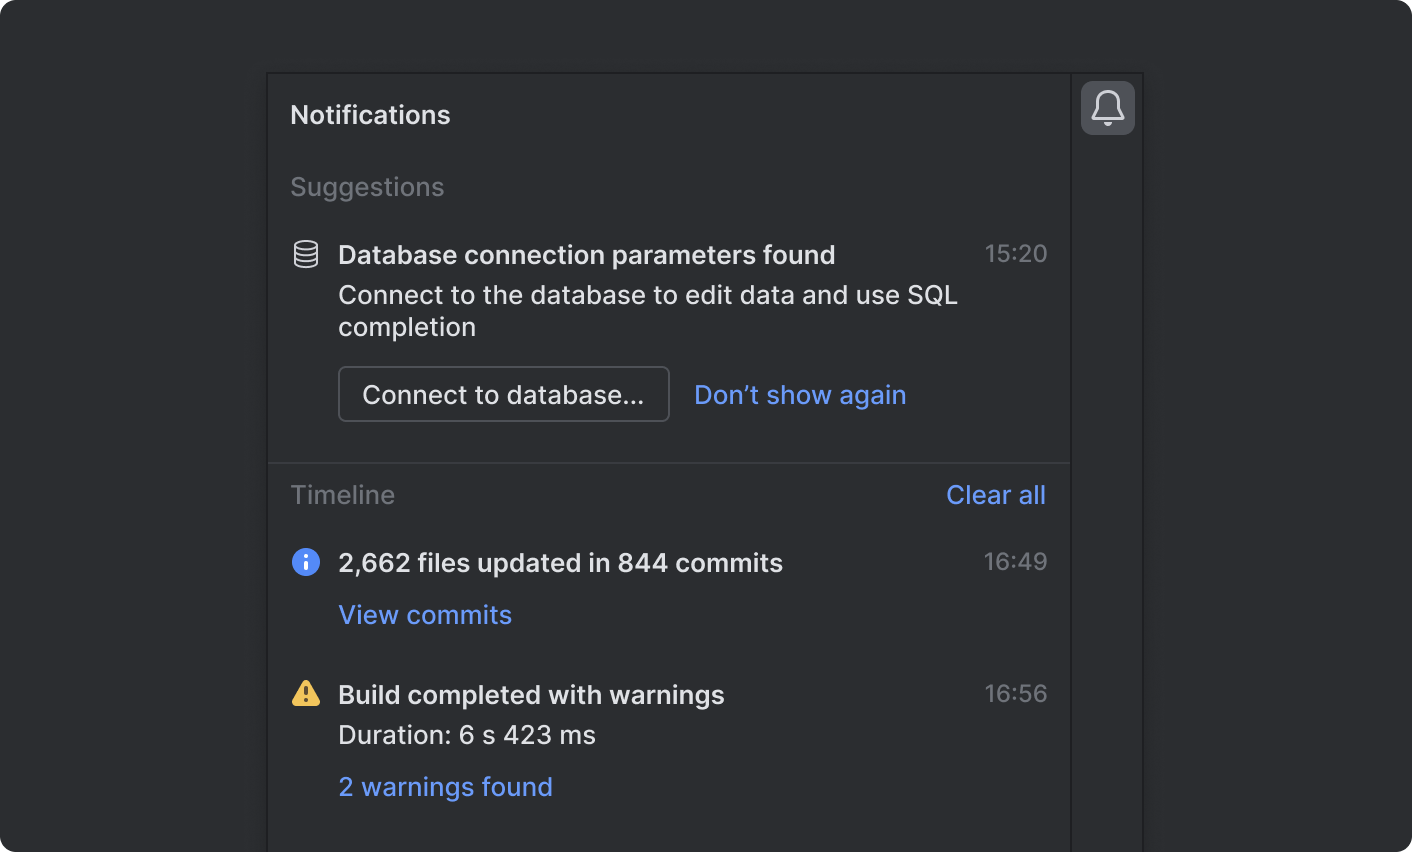 Notifications
Suggestions
Database connection parameters found 15:20
Connect to the database to edit data and use SQL
completion
Connect to database... Don’t show again
Timeline Clear all
2,662 files updated in 844 commits 16:49
View commits
Build completed with warnings 16:56
Duration: 6 s 423 ms
2 warnings found